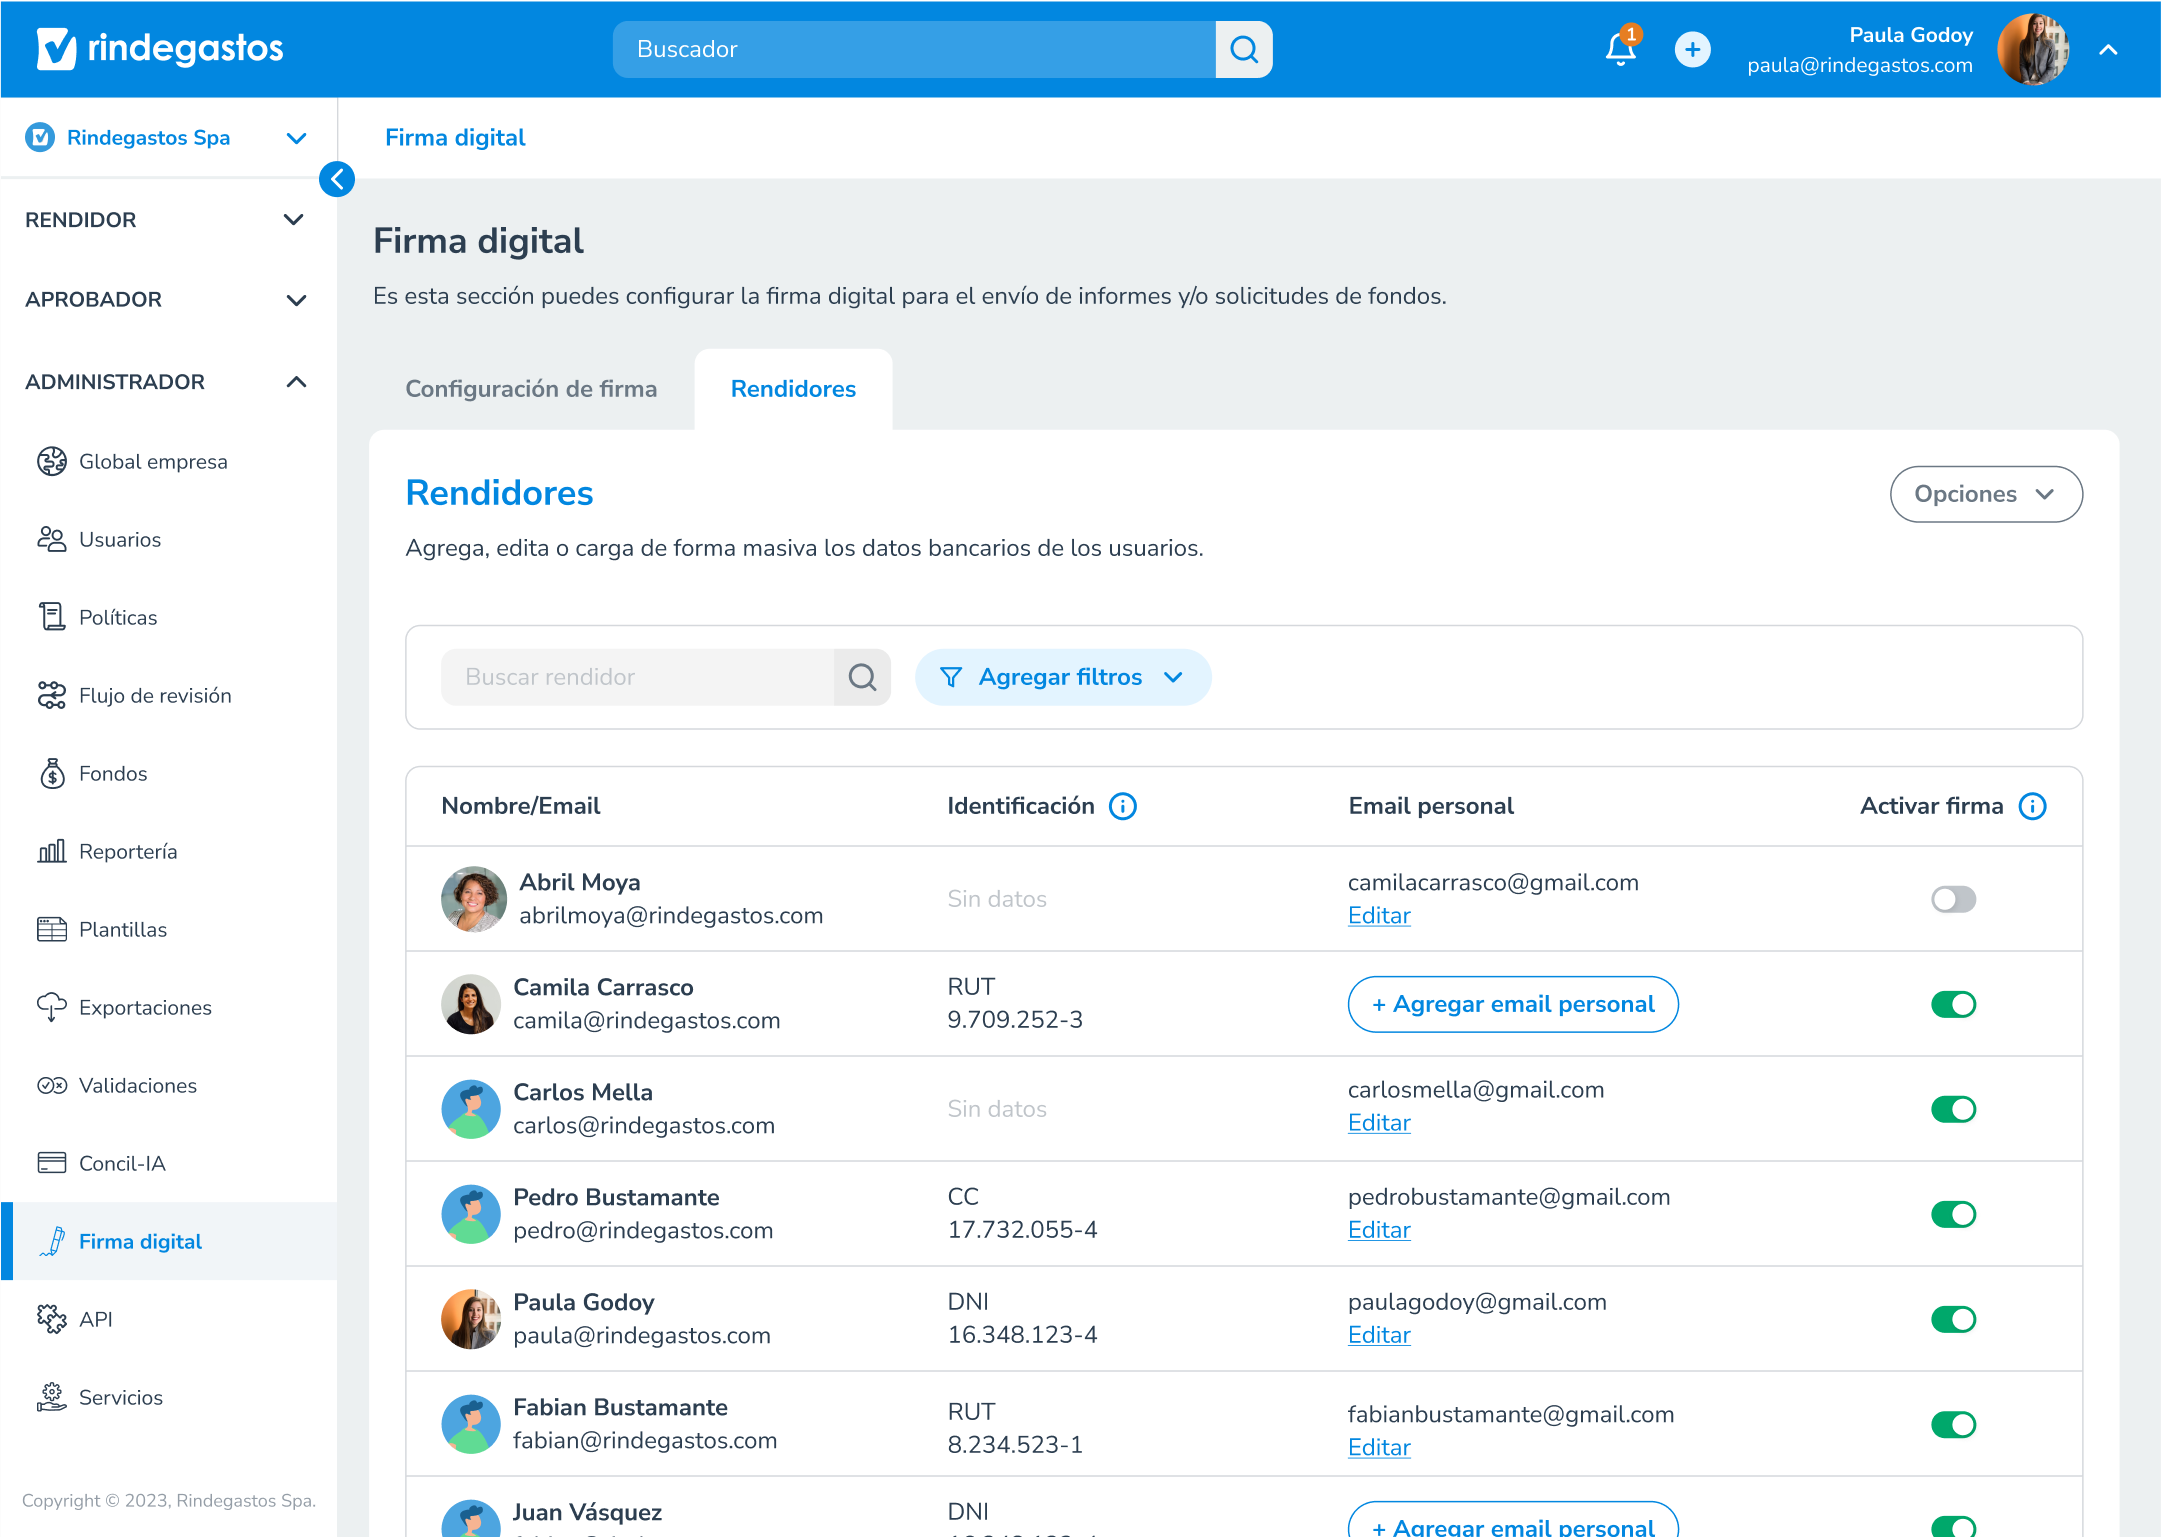 rindegastos
Buscador
1
Paula Godoy
paula@rindegastos.com
Rindegastos Spa
Firma digital
RENDIDOR
APROBADOR
ADMINISTRADOR
Global empresa
Usuarios
Políticas
Flujo de revisión
Fondos
Reportería
Plantillas
Exportaciones
Validaciones
Concil-IA
Firma digital
API
Servicios
Copyright © 2023, Rindegastos Spa.
Firma digital
Es esta sección puedes configurar la firma digital para el envío de informes y/o solicitudes de fondos.
Configuración de firma
Rendidores
Rendidores
Opciones
Agrega, edita o carga de forma masiva los datos bancarios de los usuarios.
Buscar rendidor
Agregar filtros
Nombre/Email Identificación Email personal Activar firma
Abril Moya
abrilmoya@rindegastos.com
Sin datos
camilacarrasco@gmail.com
Editar
Camila Carrasco
camila@rindegastos.com
RUT
9.709.252-3
+ Agregar email personal
Carlos Mella
carlos@rindegastos.com
Sin datos
carlosmella@gmail.com
Editar
Pedro Bustamante
pedro@rindegastos.com
CC
17.732.055-4
pedrobustamante@gmail.com
Editar
Paula Godoy
paula@rindegastos.com
DNI
16.348.123-4
paulagodoy@gmail.com
Editar
Fabian Bustamante
fabian@rindegastos.com
RUT
8.234.523-1
fabianbustamante@gmail.com
Editar
Juan Vásquez
DNI
+ Agregar email personal